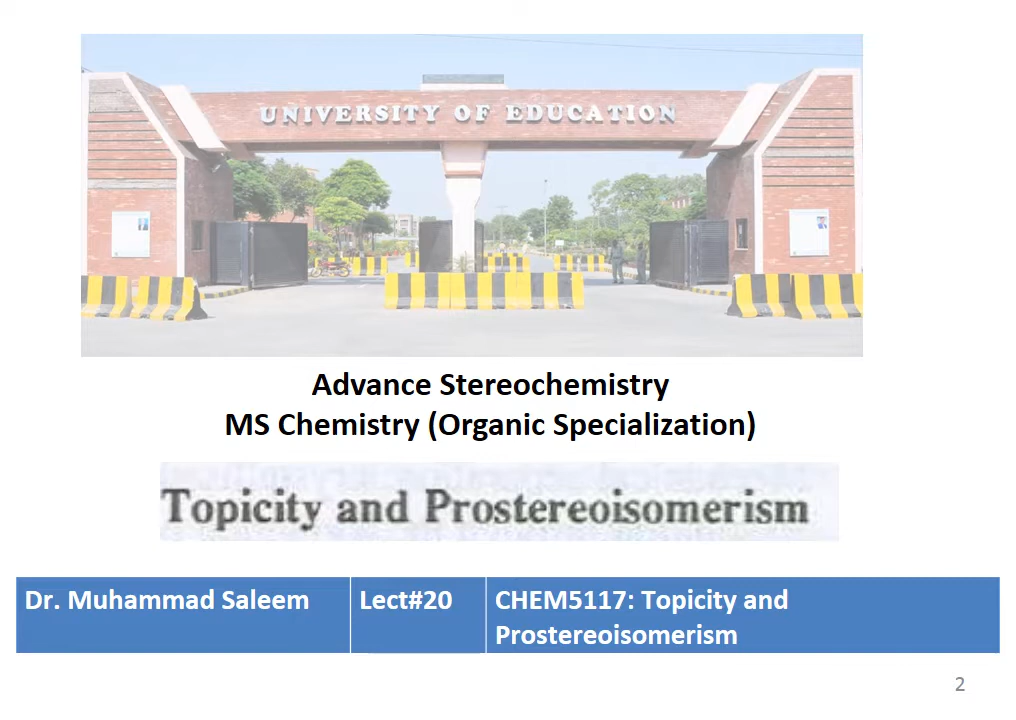 UNIVERSITY OF EDUCATION
Advance Stereochemistry
MS Chemistry (Organic Specialization)
Topicity and Prostereoisomerism
Dr. Muhammad Saleem
Lect#20
CHEM5117: Topicity and
Prostereoisomerism
2